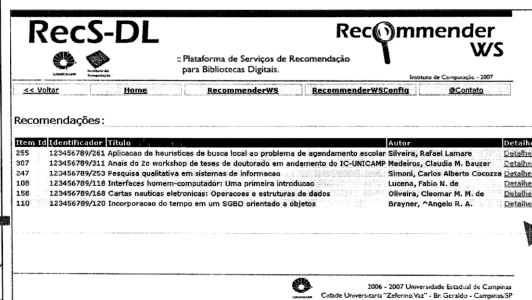 RecS-DL
Recommender WS
UNICAMP
Instituto de Computação
:: Plataforma de Serviços de Recomendação
para Bibliotecas Digitais.
Instituto de Computação - 2007
<< Voltar Home RecommenderWS RecommenderWSConfig @Contato
Recomendações:
Item Id Identificador Titulo Autor Detalhe
255 123456789/261 Aplicacao de heuristicas de busca local ao problema de agendamento escolar Silveira, Rafael Lamare Detalhe
307 123456789/311 Anais do 2o workshop de teses de doutorado em andamento do IC-UNICAMP Medeiros, Claudia M. Bauzer Detalhe
247 123456789/253 Pesquisa qualitativa em sistemas de informacao Simoni, Carlos Alberto Cocozza Detalhe
108 123456789/118 Interfaces homem-computador: Uma primeira introducao Lucena, Fabio N. de Detalhe
158 123456789/168 Cartas nauticas eletronicas: Operacoes e estruturas de dados Oliveira, Cleomar M. M. de Detalhe
110 123456789/120 Incorporacao do tempo em um SGBD orientado a objetos Brayner, ^Angelo R. A. Detalhe
UNICAMP
2006 - 2007 Universidade Estadual de Campinas
Cidade Universitaria "Zeferino Vaz" - Br. Geraldo - Campinas/SP